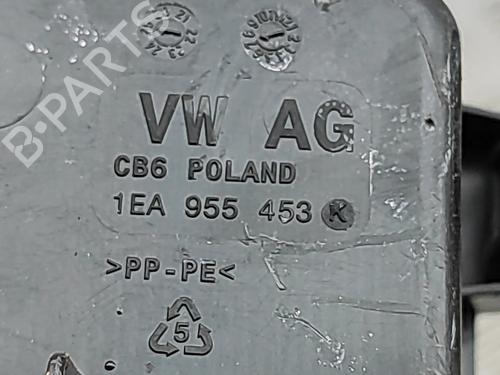 VW AG
CB6 POLAND
1EA 955 453 K
>PP-PE<
5
B-PARTS